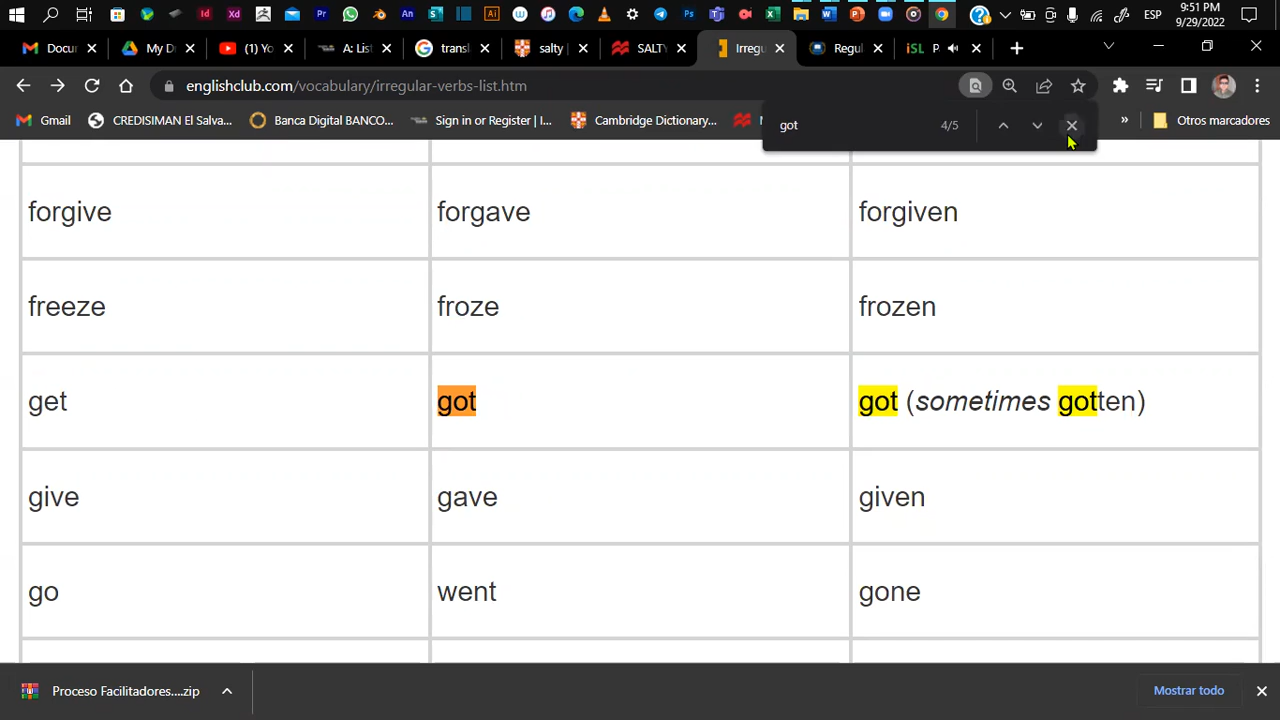 ESP
9:51 PM
9/29/2022
Docu
My D
(1) Yo
A: List
transl
salty
SALTY
Irregu
Regul
P
englishclub.com/vocabulary/irregular-verbs-list.htm
Gmail
CREDISIMAN El Salva...
Banca Digital BANCO...
Sign in or Register | I...
Cambridge Dictionary...
»
Otros marcadores
got
4/5
forgive forgave forgiven
freeze froze frozen
get got got (sometimes gotten)
give gave given
go went gone
Proceso Facilitadores....zip
Mostrar todo